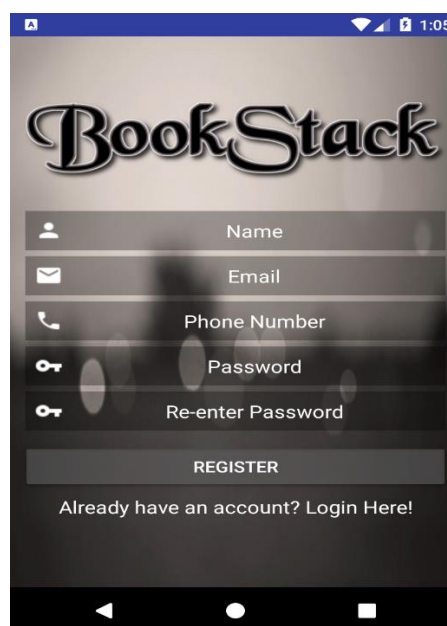 1:05
BookStack
Name
Email
Phone Number
Password
Re-enter Password
REGISTER
Already have an account? Login Here!